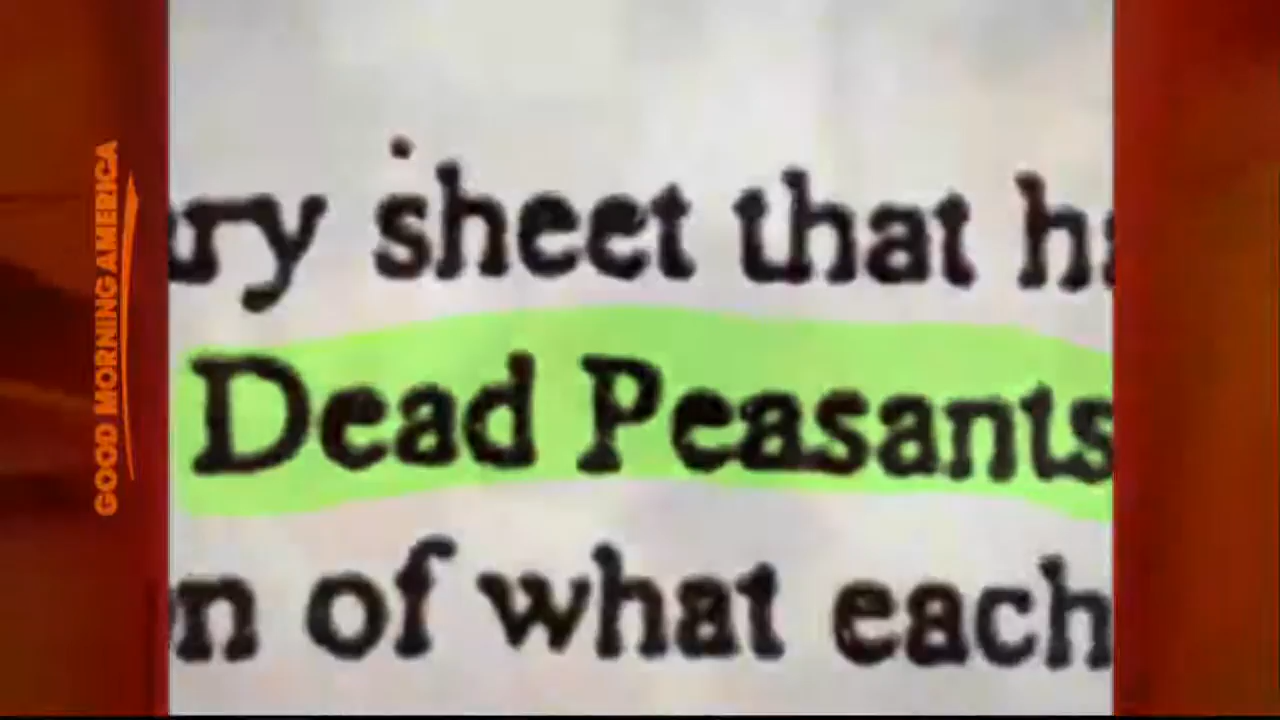 GOOD MORNING AMERICA
ry sheet that
Dead Peasants
of what each